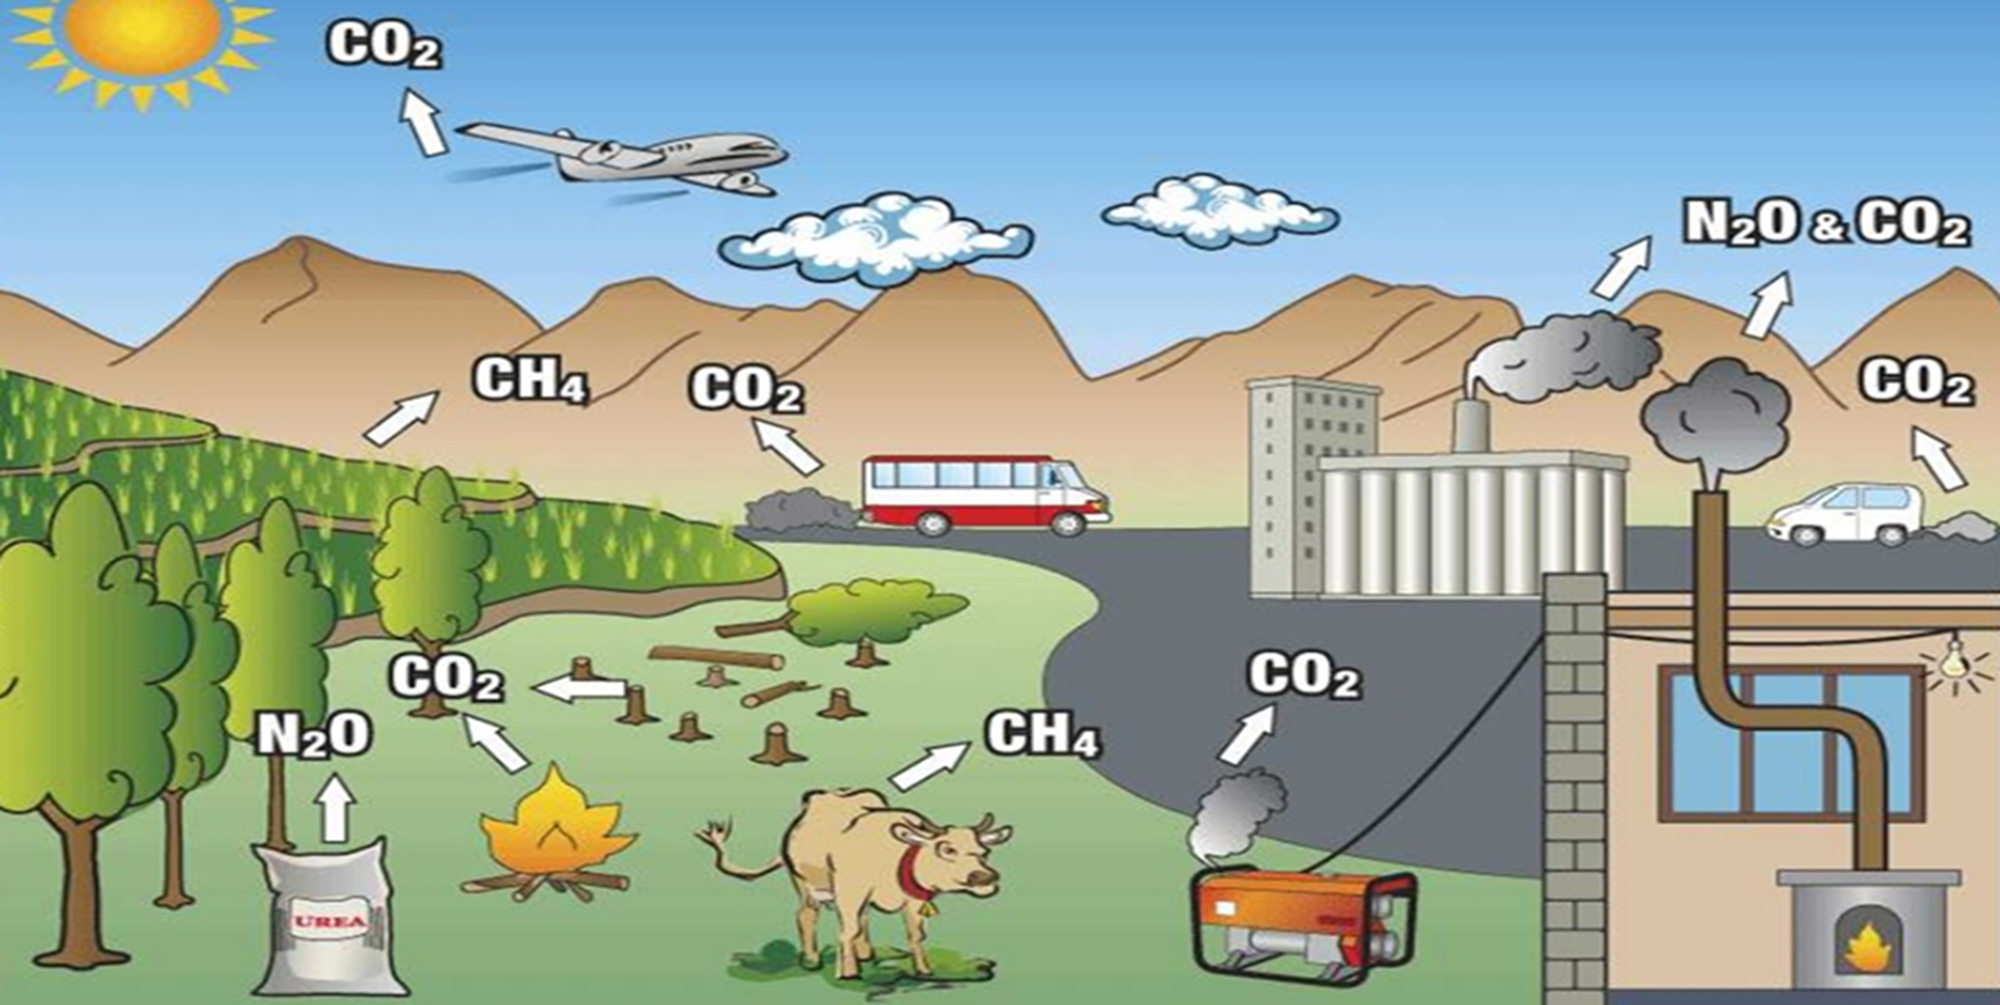 CO₂
N₂O & CO₂
CH₄
CO₂
CO₂
CO₂
CO₂
N₂O
CH₄
UREA